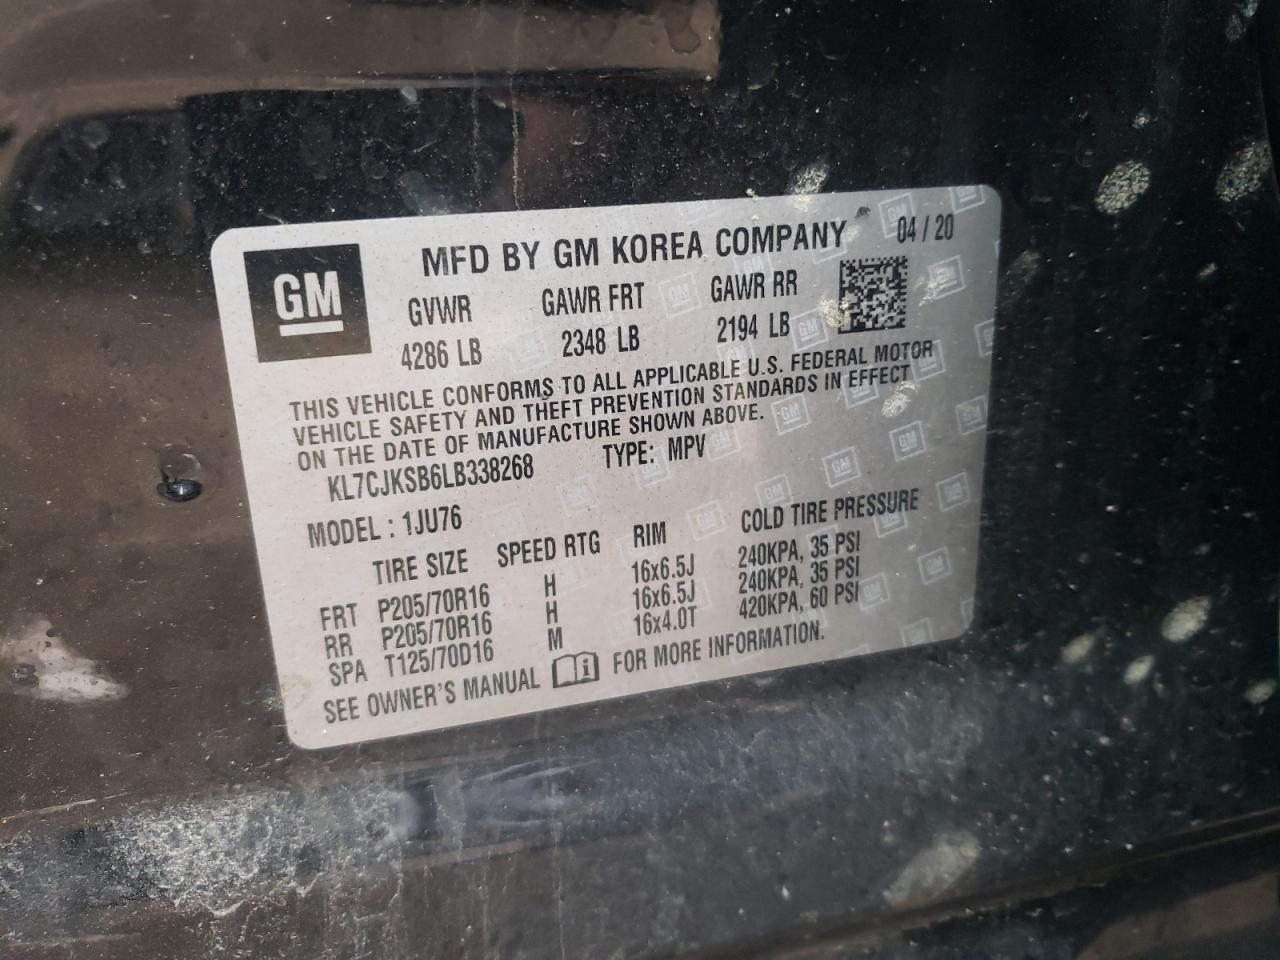 GM
MFD BY GM KOREA COMPANY 04 / 20
GVWR GAWR FRT GAWR RR
4286 LB 2348 LB 2194 LB
THIS VEHICLE CONFORMS TO ALL APPLICABLE U.S. FEDERAL MOTOR
VEHICLE SAFETY AND THEFT PREVENTION STANDARDS IN EFFECT
ON THE DATE OF MANUFACTURE SHOWN ABOVE.
KL7CJKSB6LB338268 TYPE: MPV
MODEL : 1JU76
TIRE SIZE SPEED RTG RIM COLD TIRE PRESSURE
FRT P205/70R16 H 16x6.5J 240KPA, 35 PSI
RR P205/70R16 H 16x6.5J 240KPA, 35 PSI
SPA T125/70D16 M 16x4.0T 420KPA, 60 PSI
SEE OWNER'S MANUAL i FOR MORE INFORMATION.